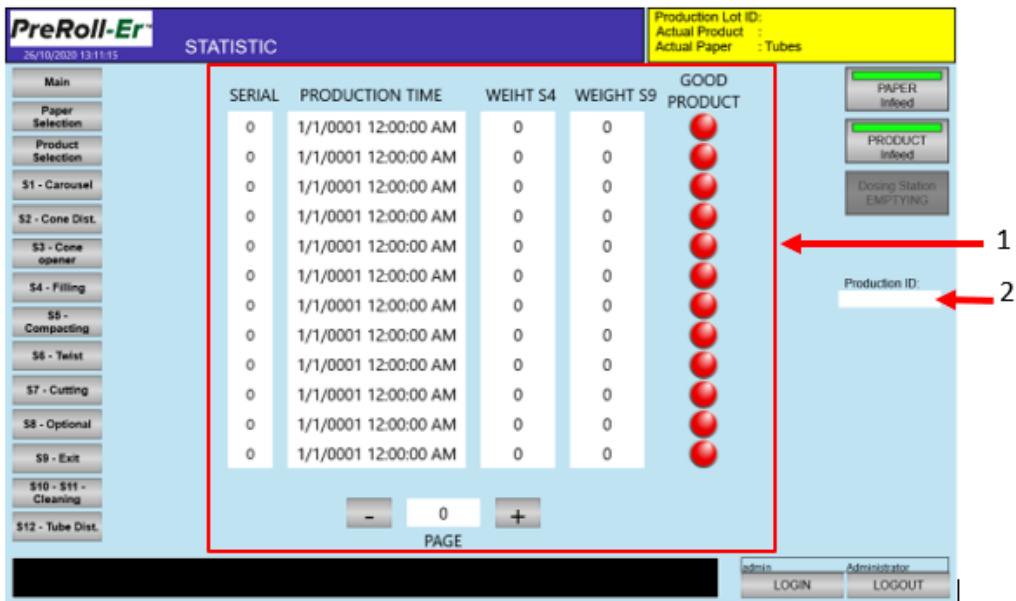 PreRoll-Er™
26/10/2020 13:11:15
STATISTIC
Production Lot ID:
Actual Product :
Actual Paper : Tubes
Main
Paper
Selection
Product
Selection
S1 - Carousel
S2 - Cone Dist.
S3 - Cone
opener
S4 - Filling
S5 -
Compacting
S6 - Twist
S7 - Cutting
S8 - Optional
S9 - Exit
S10 - S11 -
Cleaning
S12 - Tube Dist.
SERIAL PRODUCTION TIME WEIHT S4 WEIGHT S9 GOOD PRODUCT
0 1/1/0001 12:00:00 AM 0 0
0 1/1/0001 12:00:00 AM 0 0
0 1/1/0001 12:00:00 AM 0 0
0 1/1/0001 12:00:00 AM 0 0
0 1/1/0001 12:00:00 AM 0 0
0 1/1/0001 12:00:00 AM 0 0
0 1/1/0001 12:00:00 AM 0 0
0 1/1/0001 12:00:00 AM 0 0
0 1/1/0001 12:00:00 AM 0 0
0 1/1/0001 12:00:00 AM 0 0
0 1/1/0001 12:00:00 AM 0 0
0 1/1/0001 12:00:00 AM 0 0
- 0 +
PAGE
PAPER
Infeed
PRODUCT
Infeed
Dosing Station
EMPTYING
1
Production ID:
2
admin Administrator
LOGIN LOGOUT